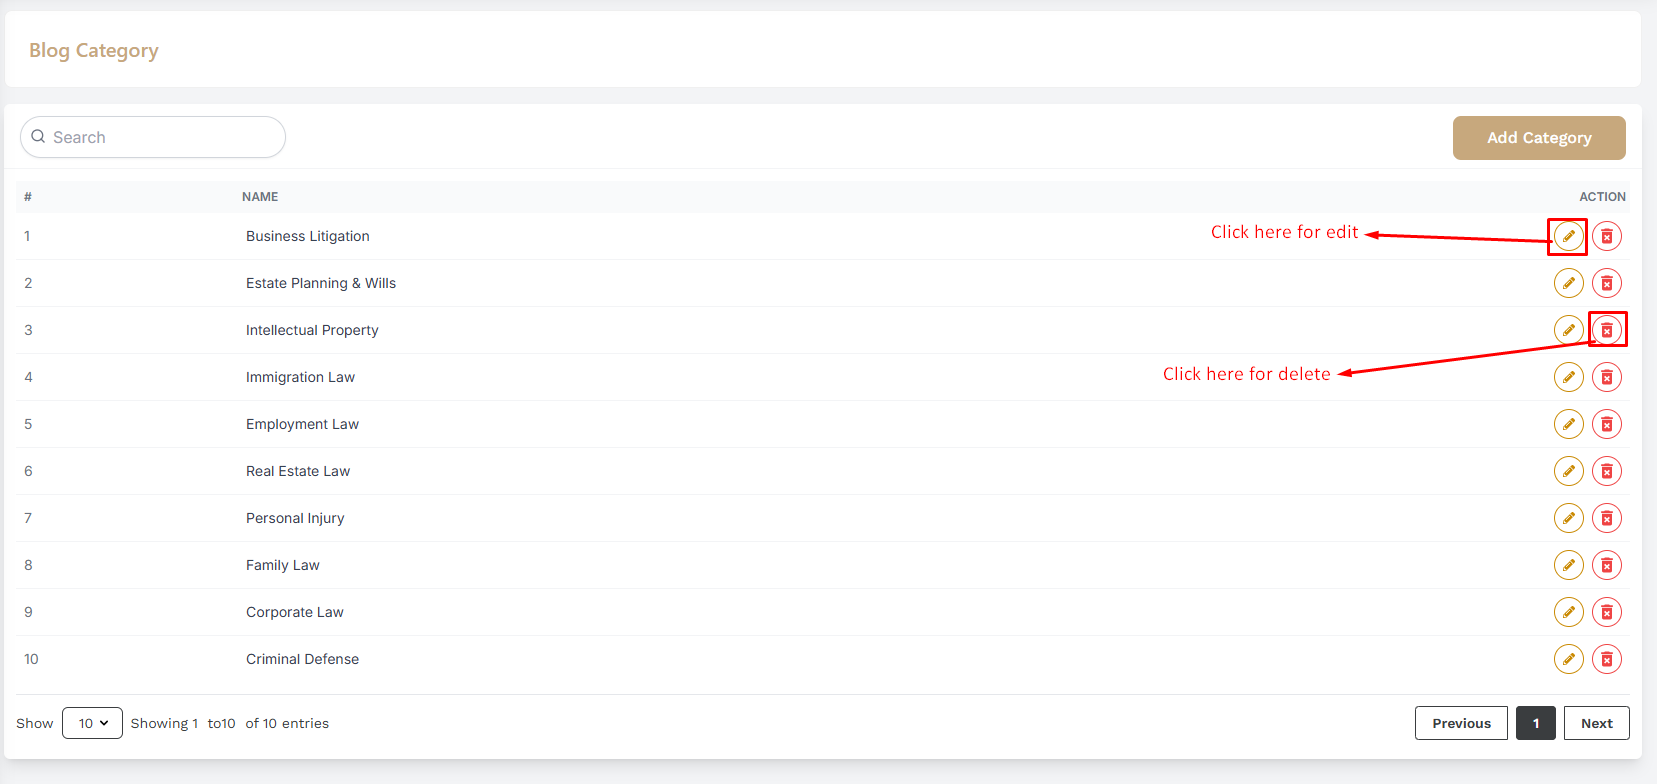 Blog Category
Search
Add Category
# NAME ACTION
1 Business Litigation
Click here for edit
2 Estate Planning & Wills
3 Intellectual Property
Click here for delete
4 Immigration Law
5 Employment Law
6 Real Estate Law
7 Personal Injury
8 Family Law
9 Corporate Law
10 Criminal Defense
Show 10 Showing 1 to10 of 10 entries Previous 1 Next